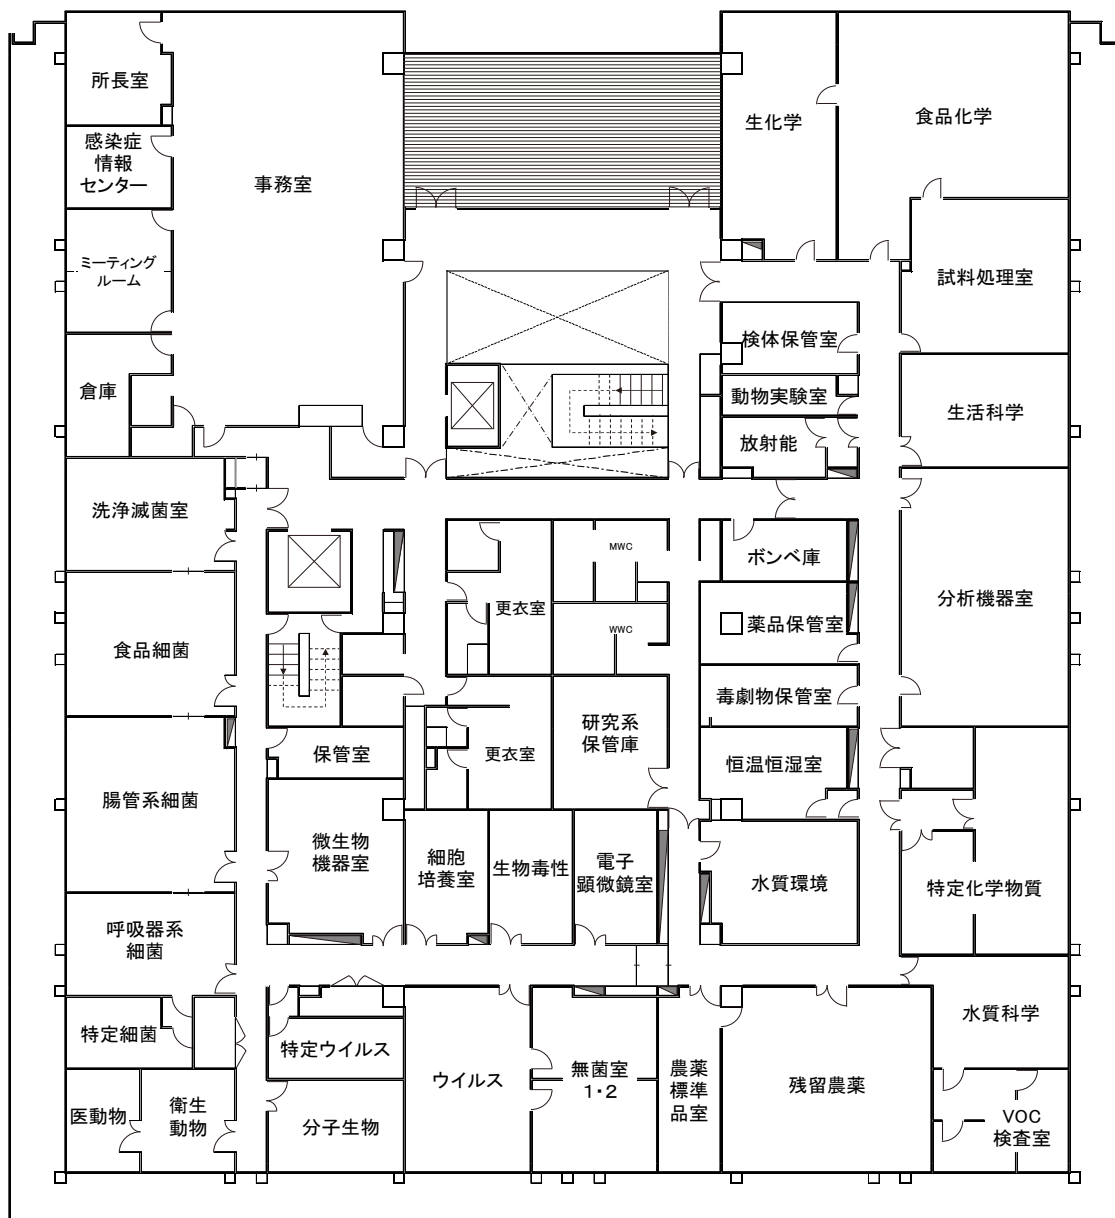 所長室
感染症
情報
センター
事務室
ミーティング
ルーム
倉庫
生化学
食品化学
試料処理室
検体保管室
動物実験室
放射能
生活科学
洗浄滅菌室
食品細菌
腸管系細菌
呼吸器系
細菌
特定細菌
医動物
衛生
動物
保管室
微生物
機器室
更衣室
MWC
WWC
更衣室
研究系
保管庫
細胞
培養室
生物毒性
電子
顕微鏡室
ボンベ庫
薬品保管室
毒劇物保管室
恒温恒湿室
水質環境
分析機器室
特定化学物質
特定ウイルス
分子生物
ウイルス
無菌室
1・2
農薬
標準
品室
残留農薬
水質科学
VOC
検査室